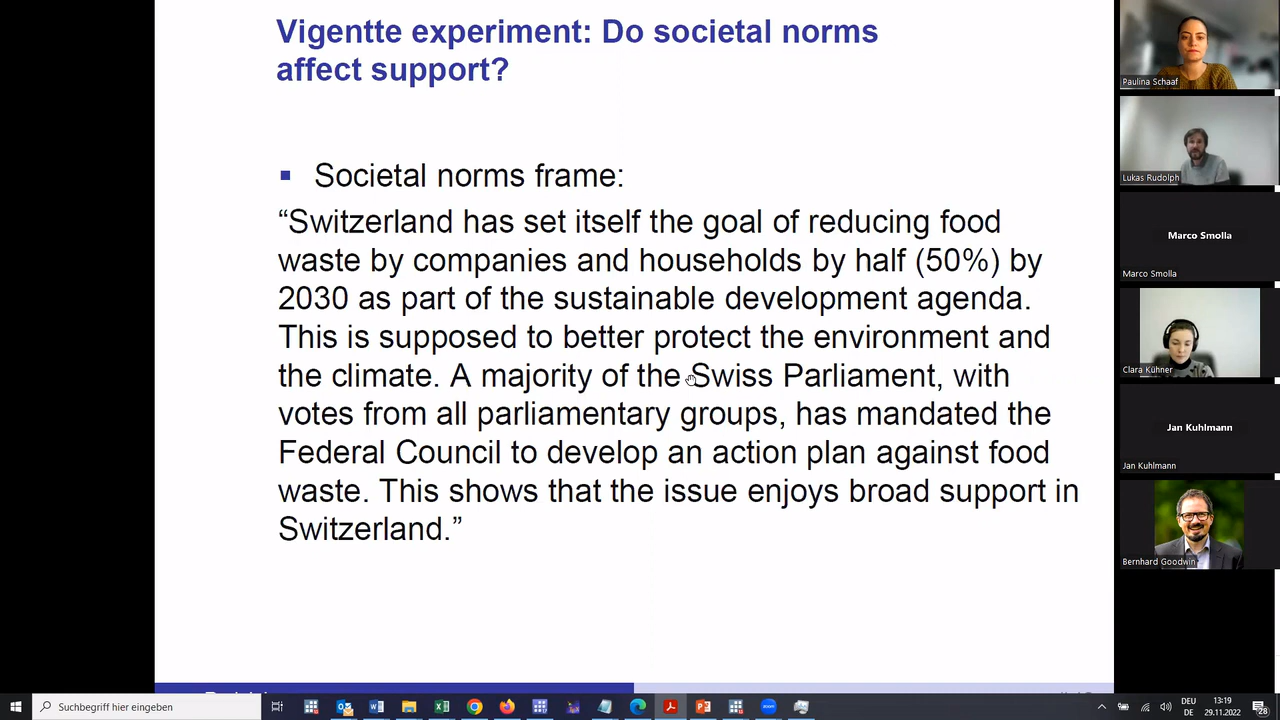 Vigentte experiment: Do societal norms
affect support?
Societal norms frame:
“Switzerland has set itself the goal of reducing food
waste by companies and households by half (50%) by
2030 as part of the sustainable development agenda.
This is supposed to better protect the environment and
the climate. A majority of the Swiss Parliament, with
votes from all parliamentary groups, has mandated the
Federal Council to develop an action plan against food
waste. This shows that the issue enjoys broad support in
Switzerland.”
Paulina Schaaf
Lukas Rudolph
Marco Smolla
Marco Smolla
Clara Kühner
Jan Kuhlmann
Jan Kuhlmann
Bernhard Goodwin
Suchbegriff hier eingeben
DEU
DE
13:19
29.11.2022
28